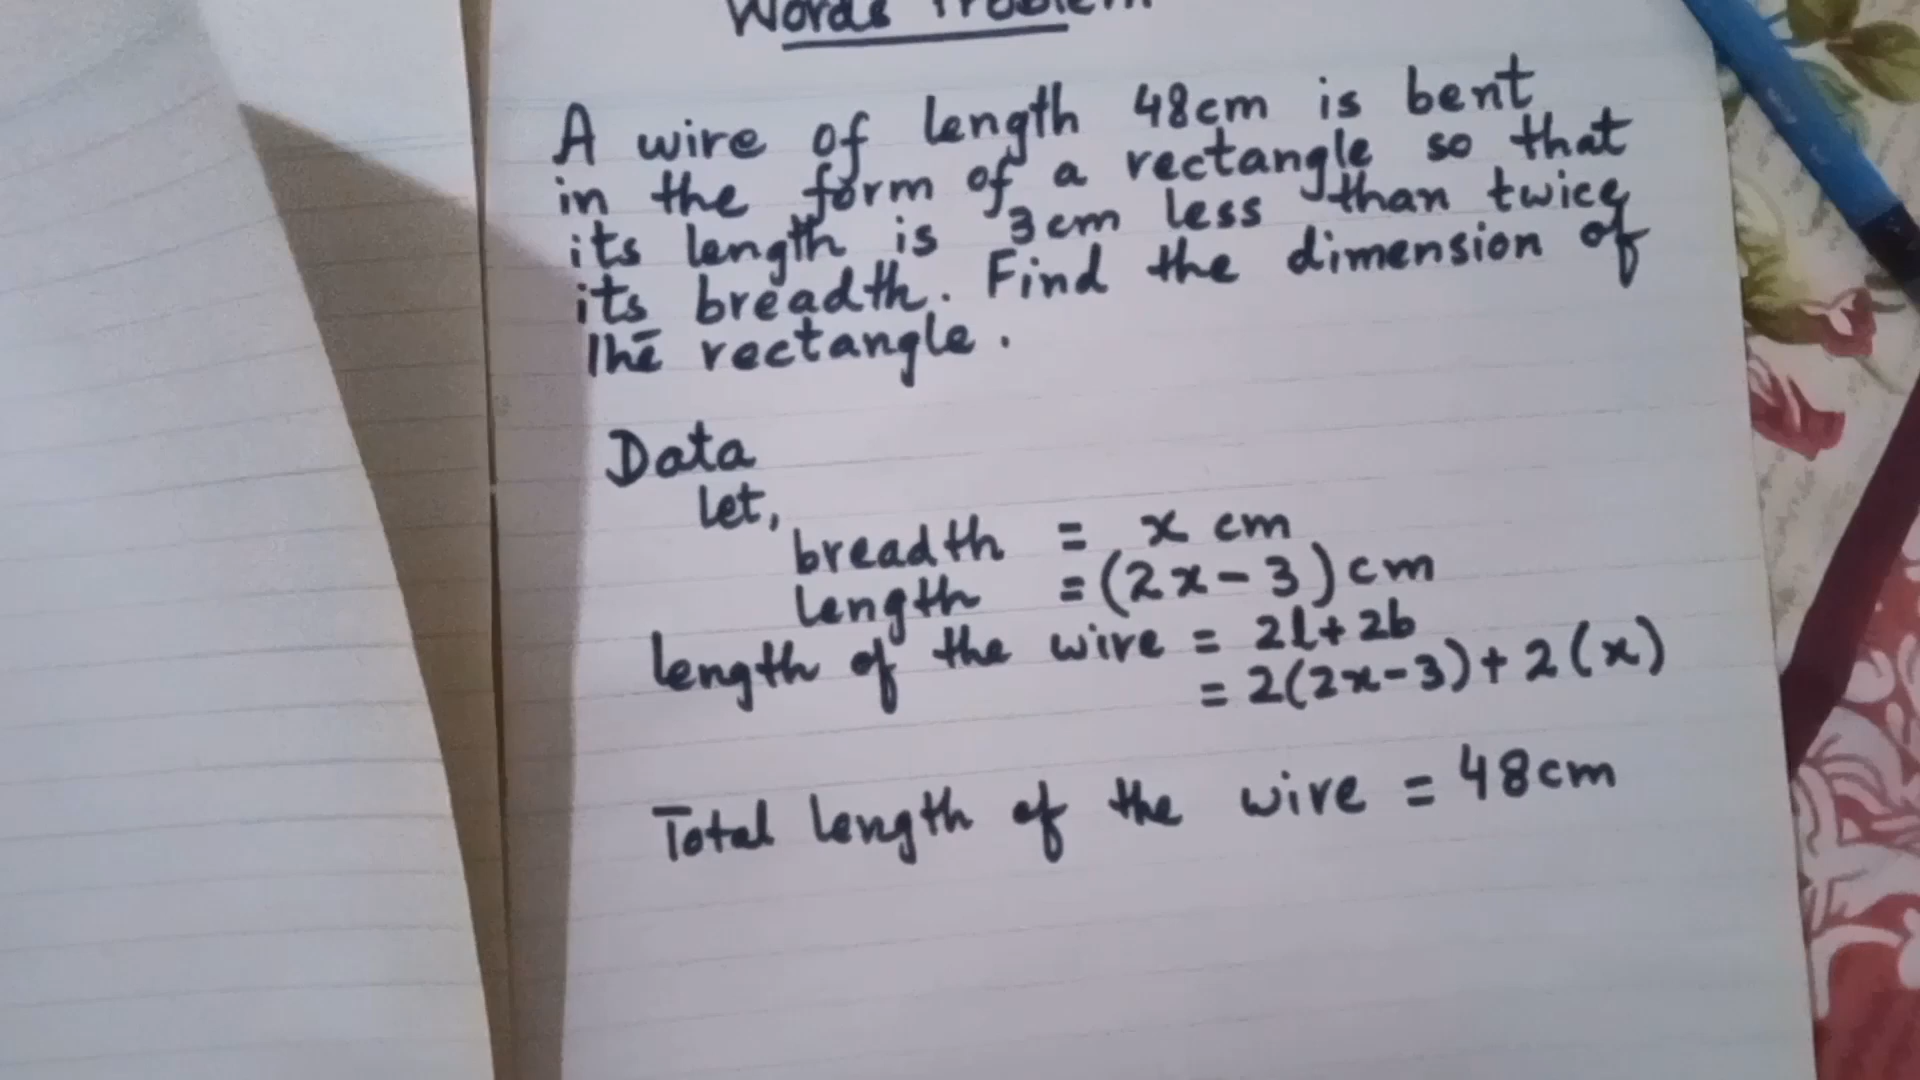 Words Problem
A wire of length 48cm is bent
in the form of a rectangle so that
its length is 3cm less than twice
its breadth. Find the dimension of
The rectangle.
Data
let,
breadth = x cm
length = (2x-3) cm
length of the wire = 2l+2b
= 2(2x-3)+2(x)
Total length of the wire = 48cm